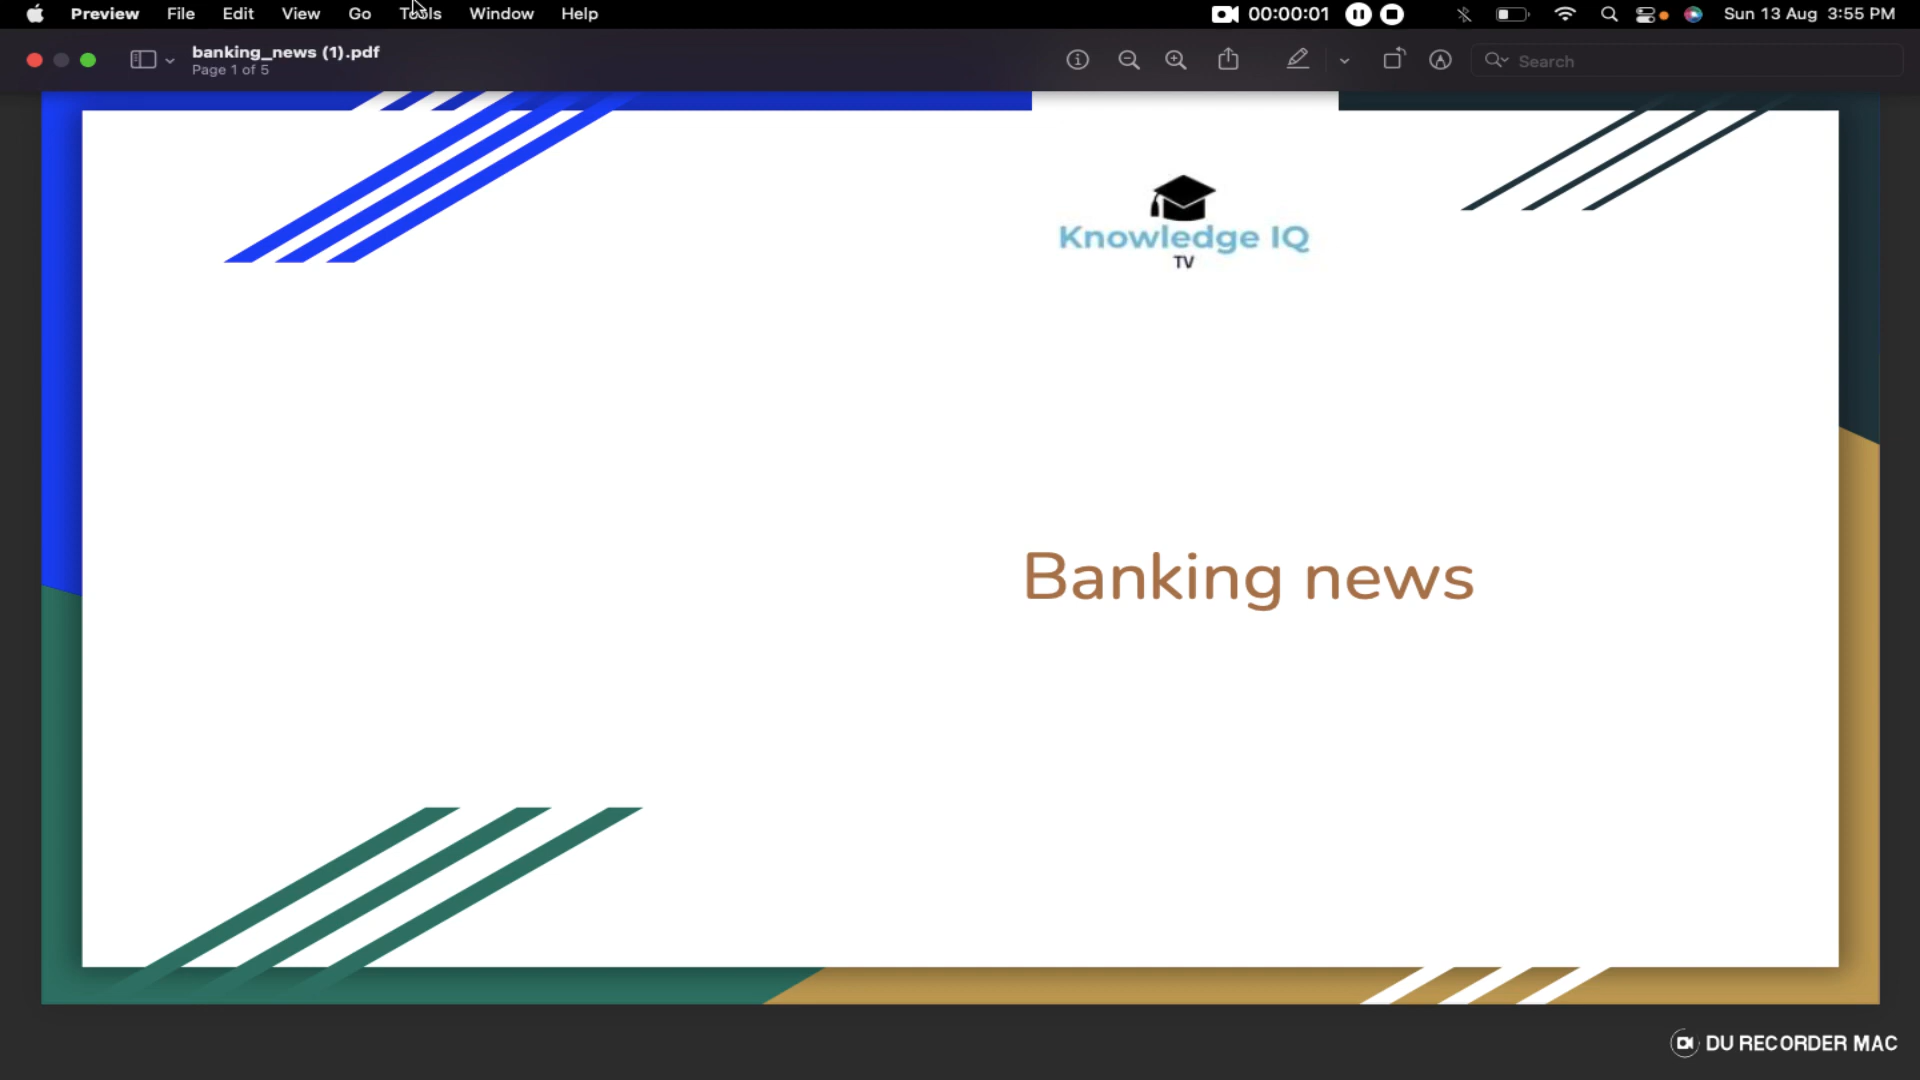 Preview File Edit View Go Tools Window Help 00:00:01 Sun 13 Aug 3:55 PM
banking_news (1).pdf
Page 1 of 5
Search
Knowledge IQ
TV
Banking news
DU RECORDER MAC